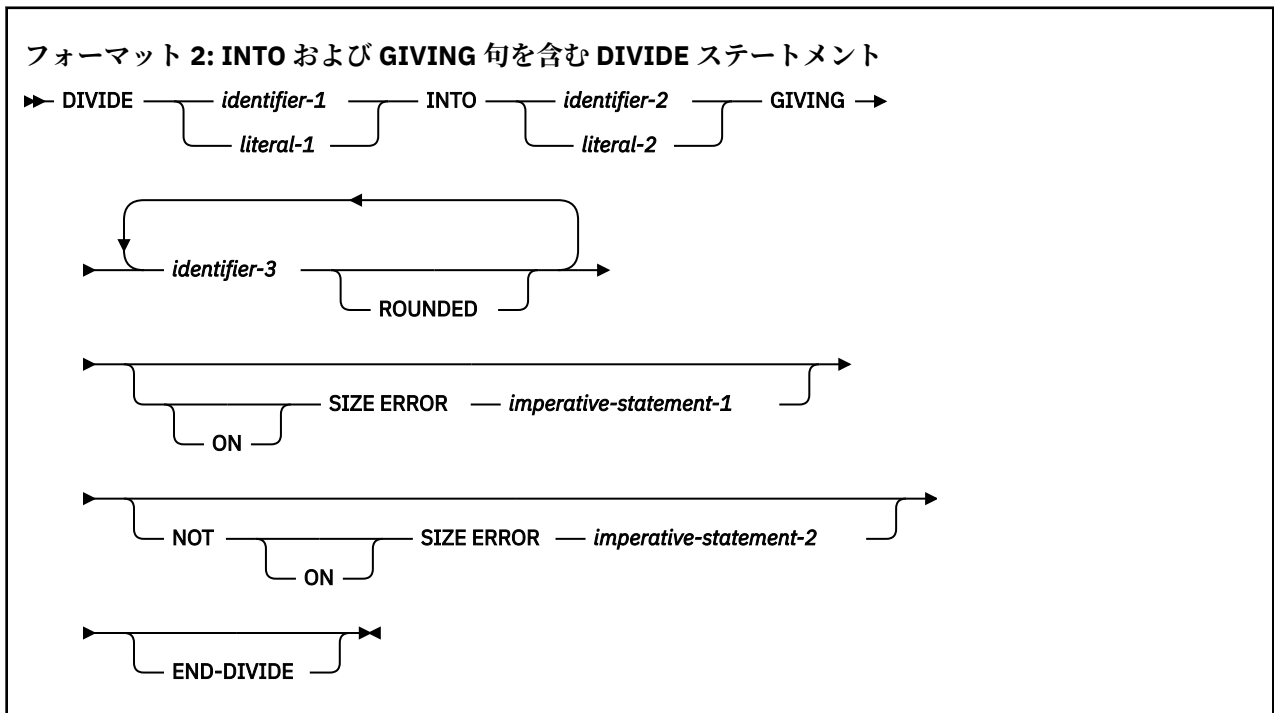 フォーマット 2: INTO および GIVING 句を含む DIVIDE ステートメント
DIVIDE identifier-1 INTO identifier-2 GIVING
literal-1 literal-2
identifier-3
ROUNDED
SIZE ERROR imperative-statement-1
ON
NOT SIZE ERROR imperative-statement-2
ON
END-DIVIDE